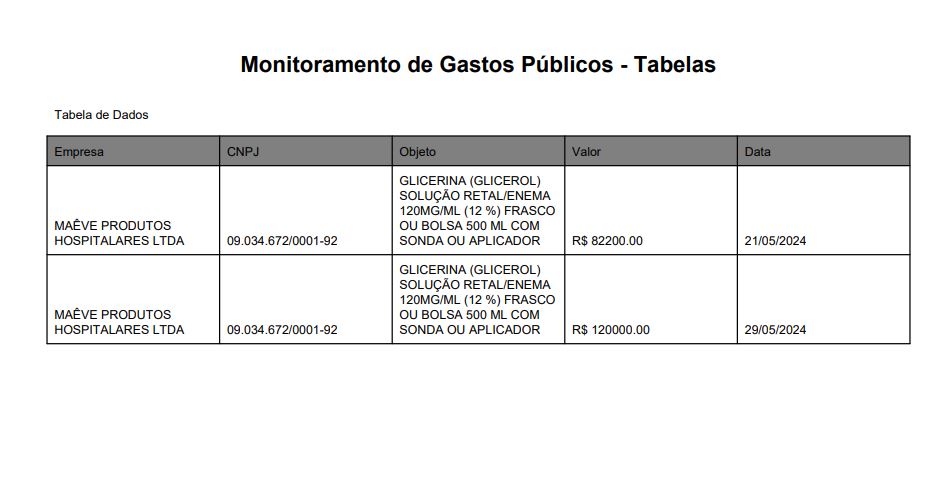 Monitoramento de Gastos Públicos - Tabelas
Tabela de Dados
Empresa CNPJ Objeto Valor Data
GLICERINA (GLICEROL)
SOLUÇÃO RETAL/ENEMA
120MG/ML (12 %) FRASCO
MAÊVE PRODUTOS OU BOLSA 500 ML COM
HOSPITALARES LTDA 09.034.672/0001-92 SONDA OU APLICADOR R$ 82200.00 21/05/2024
GLICERINA (GLICEROL)
SOLUÇÃO RETAL/ENEMA
120MG/ML (12 %) FRASCO
MAÊVE PRODUTOS OU BOLSA 500 ML COM
HOSPITALARES LTDA 09.034.672/0001-92 SONDA OU APLICADOR R$ 120000.00 29/05/2024